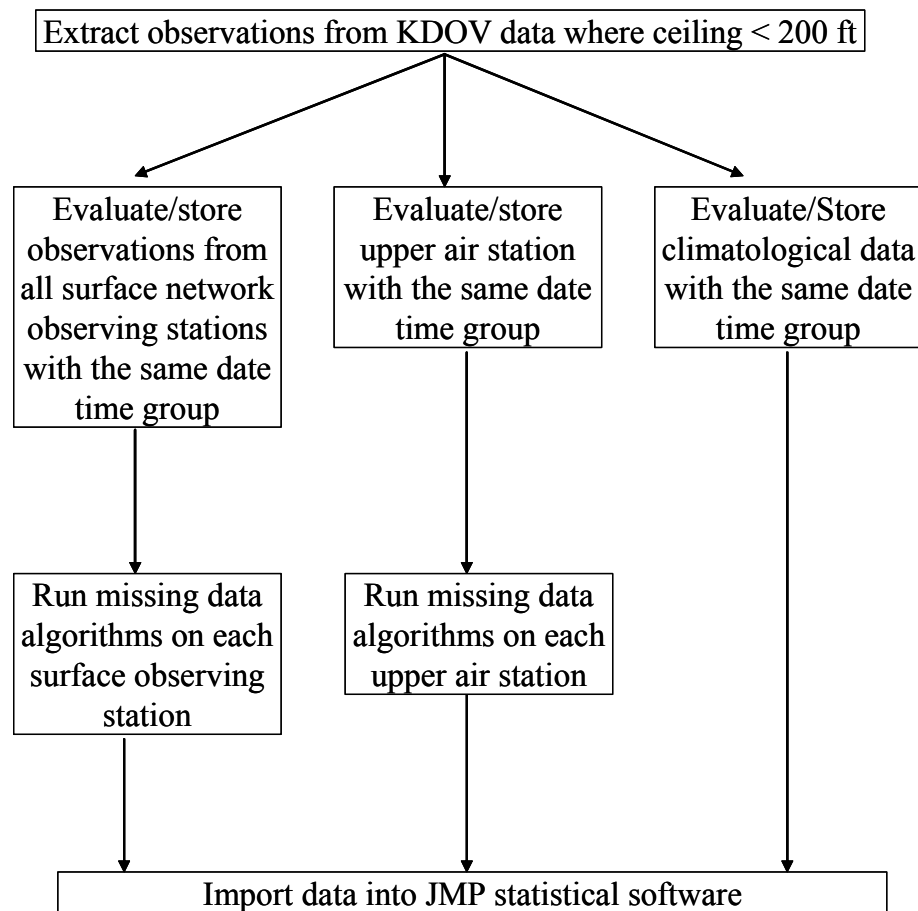 Extract observations from KDOV data where ceiling < 200 ft
Evaluate/store
observations from
all surface network
observing stations
with the same date
time group
Evaluate/store
upper air station
with the same date
time group
Evaluate/Store
climatological data
with the same date
time group
Run missing data
algorithms on each
surface observing
station
Run missing data
algorithms on each
upper air station
Import data into JMP statistical software